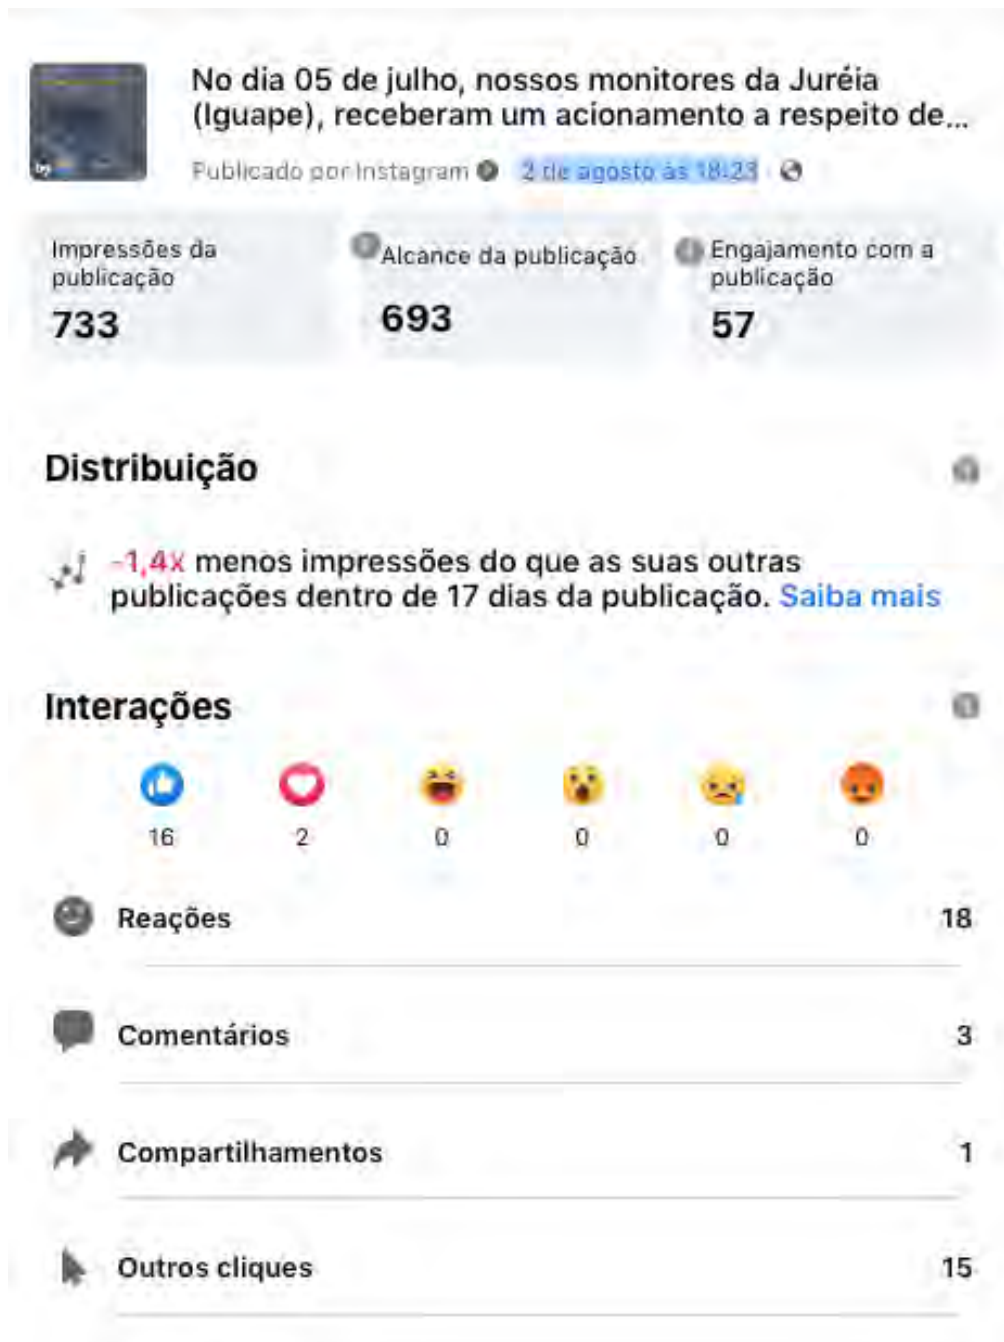 No dia 05 de julho, nossos monitores da Juréia
(Iguape), receberam um acionamento a respeito de...
Publicado por Instagram 2 de agosto às 18:23
Impressões da
publicação
733
Alcance da publicação
693
Engajamento com a
publicação
57
Distribuição
-1,4x menos impressões do que as suas outras
publicações dentro de 17 dias da publicação. Saiba mais
Interações
16 2 0 0 0 0
Reações 18
Comentários 3
Compartilhamentos 1
Outros cliques 15